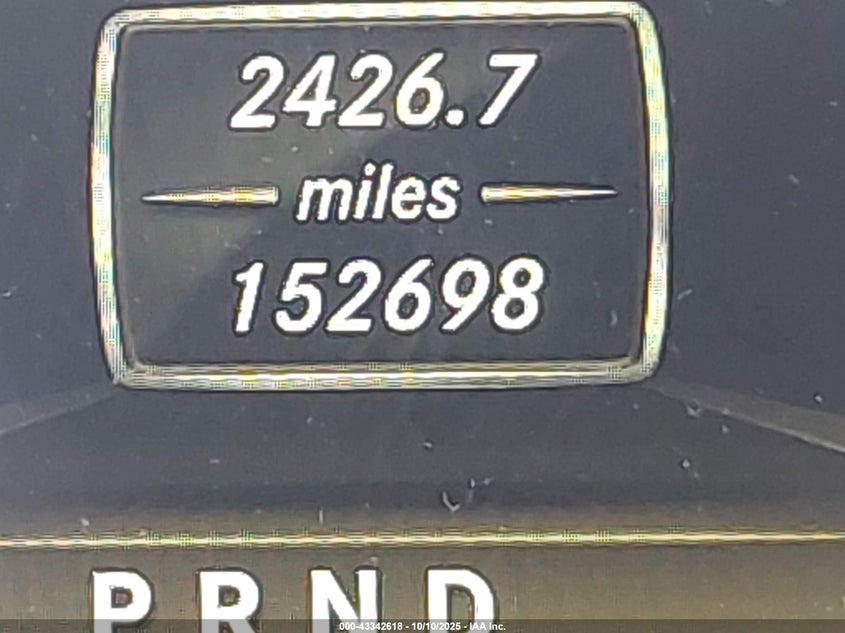 2426.7
miles
152698
P R N D
000-43342618 - 10/10/2025 - IAA Inc.